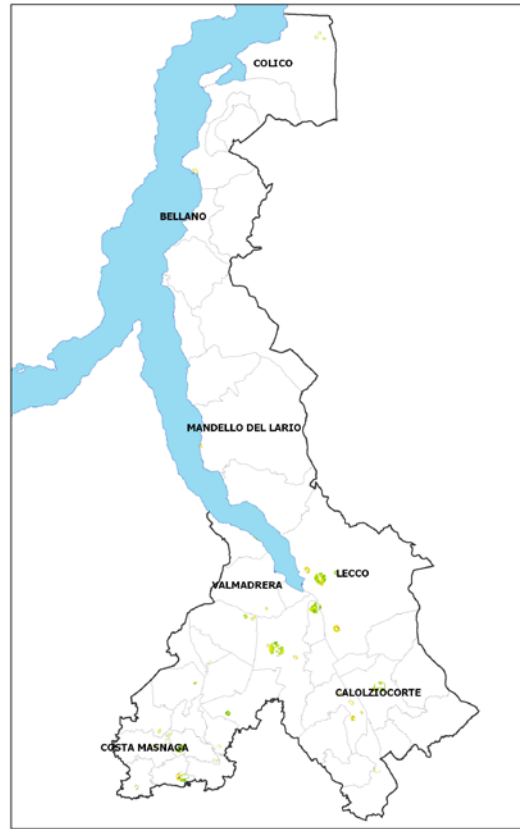 COLICO
BELLANO
MANDELLO DEL LARIO
LECCO
VALMADRERA
CALOLZIOCORTE
COSTA MASNAGA